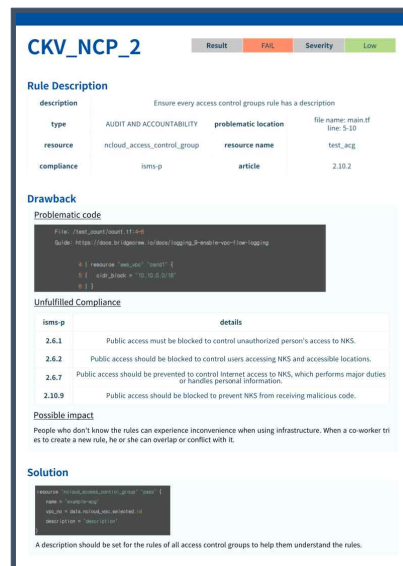 CKV_NCP_2
Result FAIL Severity Low
Rule Description
description Ensure every access control groups rule has a description
type AUDIT AND ACCOUNTABILITY problematic location file name: main.tf
line: 5-10
resource ncloud_access_control_group resource name test_acg
compliance isms-p article 2.10.2
Drawback
Problematic code
File: /test_count/count.tf:4-6
Guide: https://docs.bridgecrew.io/docs/logging_9-enable-vpc-flow-logging
4 | resource "aws_vpc"
5 | cidr_block =
6 | }
Unfulfilled Compliance
isms-p details
2.6.1 Public access must be blocked to control unauthorized person's access to NKS.
2.6.2 Public access should be blocked to control users accessing NKS and accessible locations.
2.6.7 Public access should be prevented to control Internet access to NKS, which performs major duties
or handles personal information.
2.10.9 Public access should be blocked to prevent NKS from receiving malicious code.
Possible impact
People who don't know the rules can experience inconvenience when using infrastructure. When a co-worker tri
es to create a new rule, he or she can overlap or conflict with it.
Solution
resource "ncloud_access_control_group" "pass" {
name = "example-acg"
vpc_no = data.ncloud_vpc.selected.id
description = "description"
}
A description should be set for the rules of all access control groups to help them understand the rules.